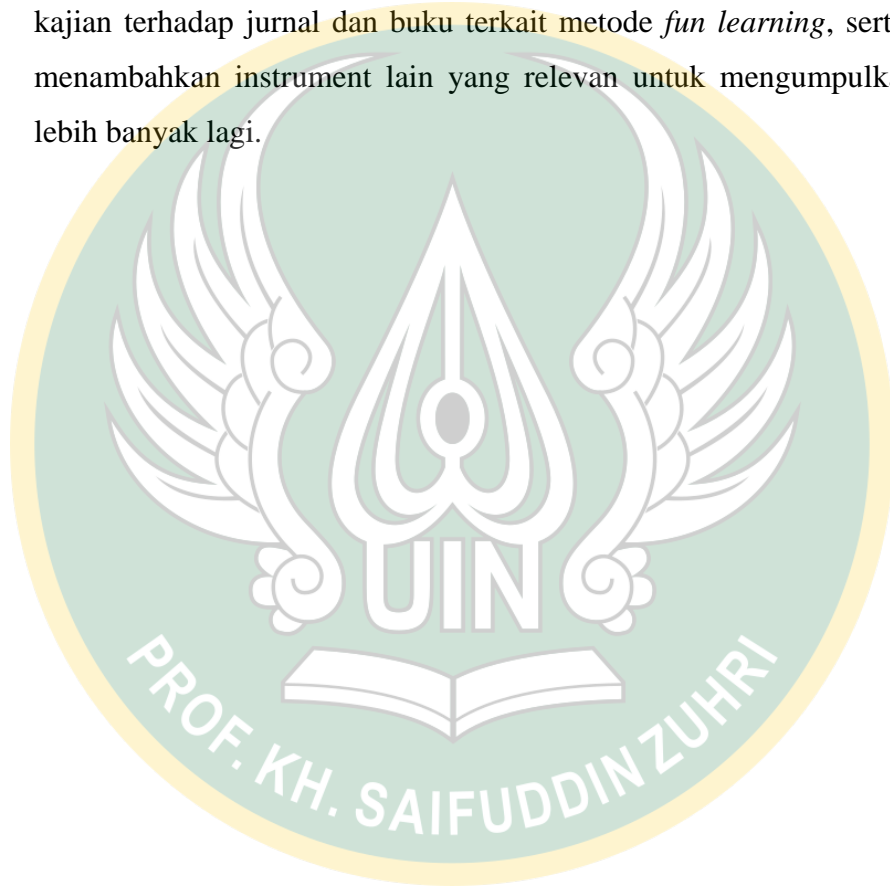 kajian terhadap jurnal dan buku terkait metode fun learning, sert
menambahkan instrument lain yang relevan untuk mengumpulk
lebih banyak lagi.
UIN
PROF. KH. SAIFUDDIN ZUHRI